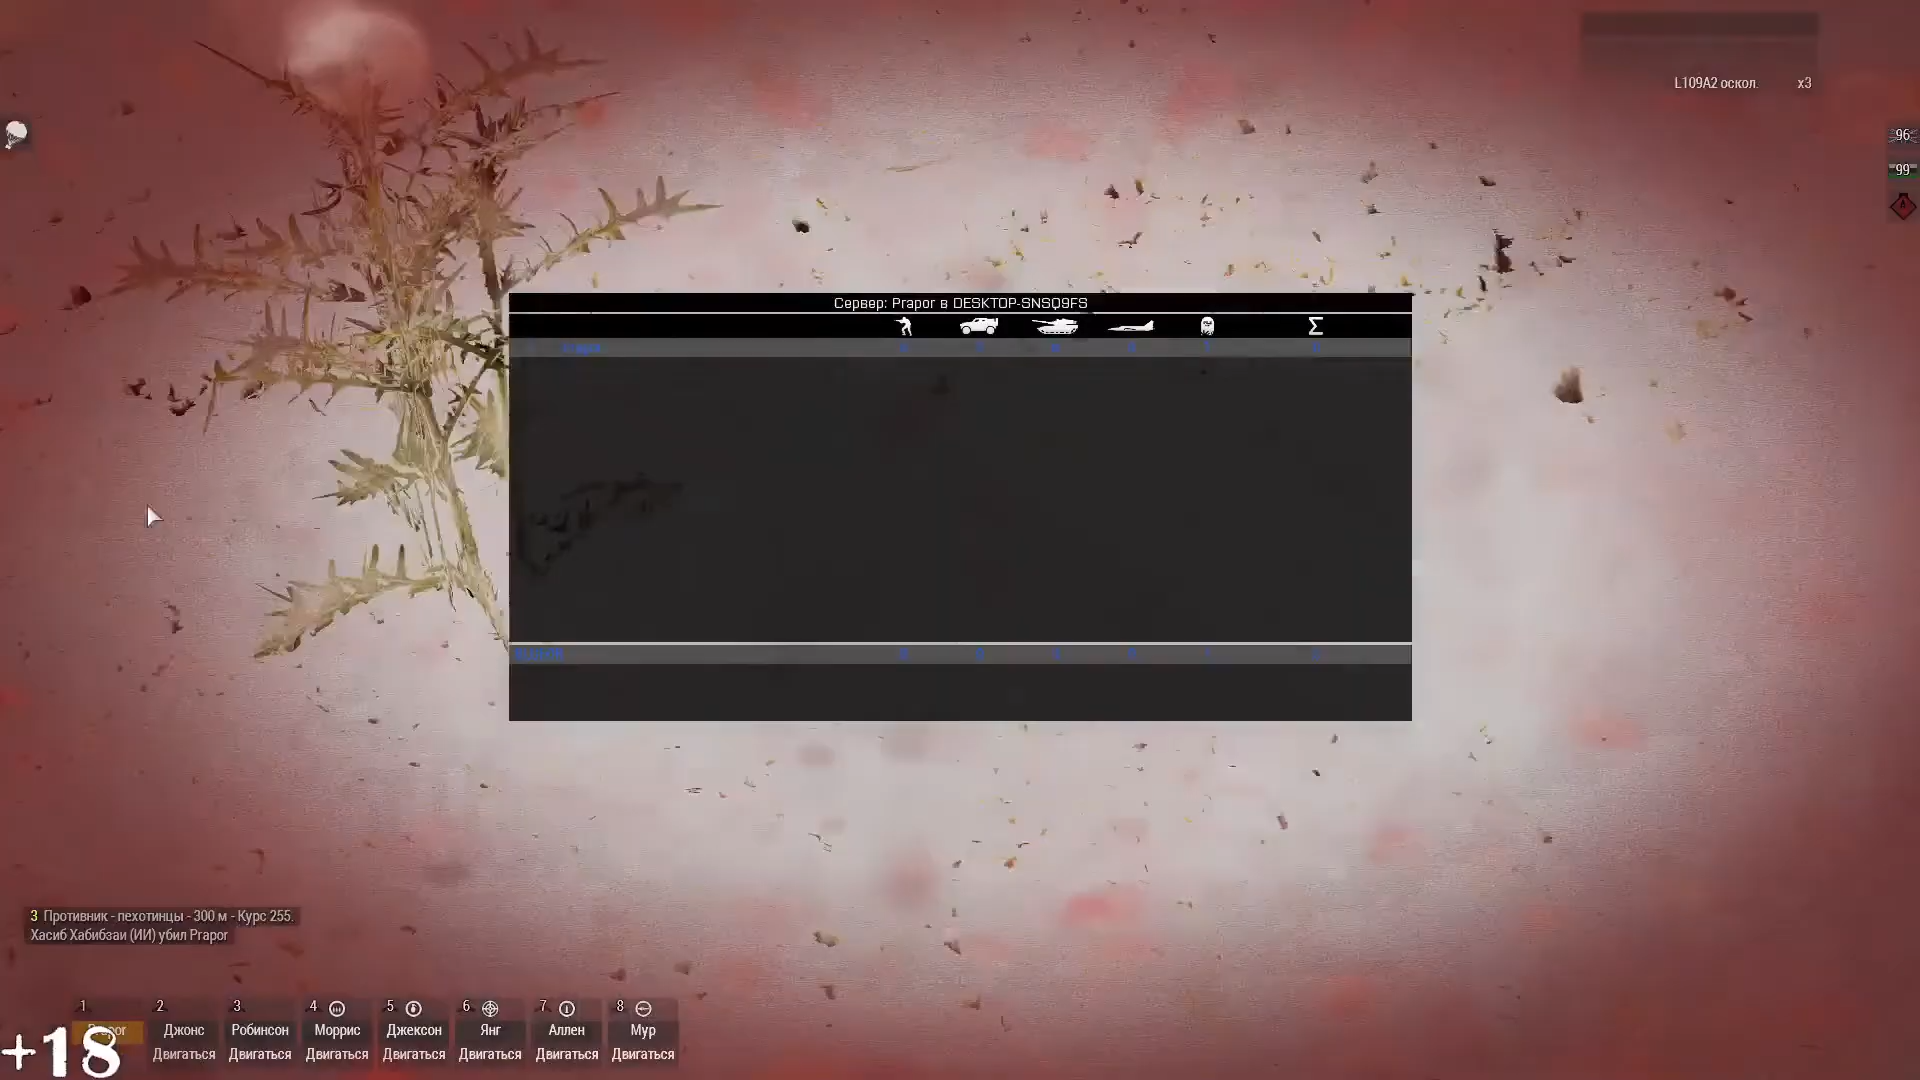 L109A2 оскол. x3
96
99
Сервер: Prapor в DESKTOP-SNSQ9FS
Σ
3 Противник - пехотинцы - 300 м - Курс 255.
Хасиб Хабибзаи (ИИ) убил Prapor
1 2 3 4 5 6 7 8
Prapor Джонс Робинсон Моррис Джексон Янг Аллен Мур
Двигаться Двигаться Двигаться Двигаться Двигаться Двигаться Двигаться
+18